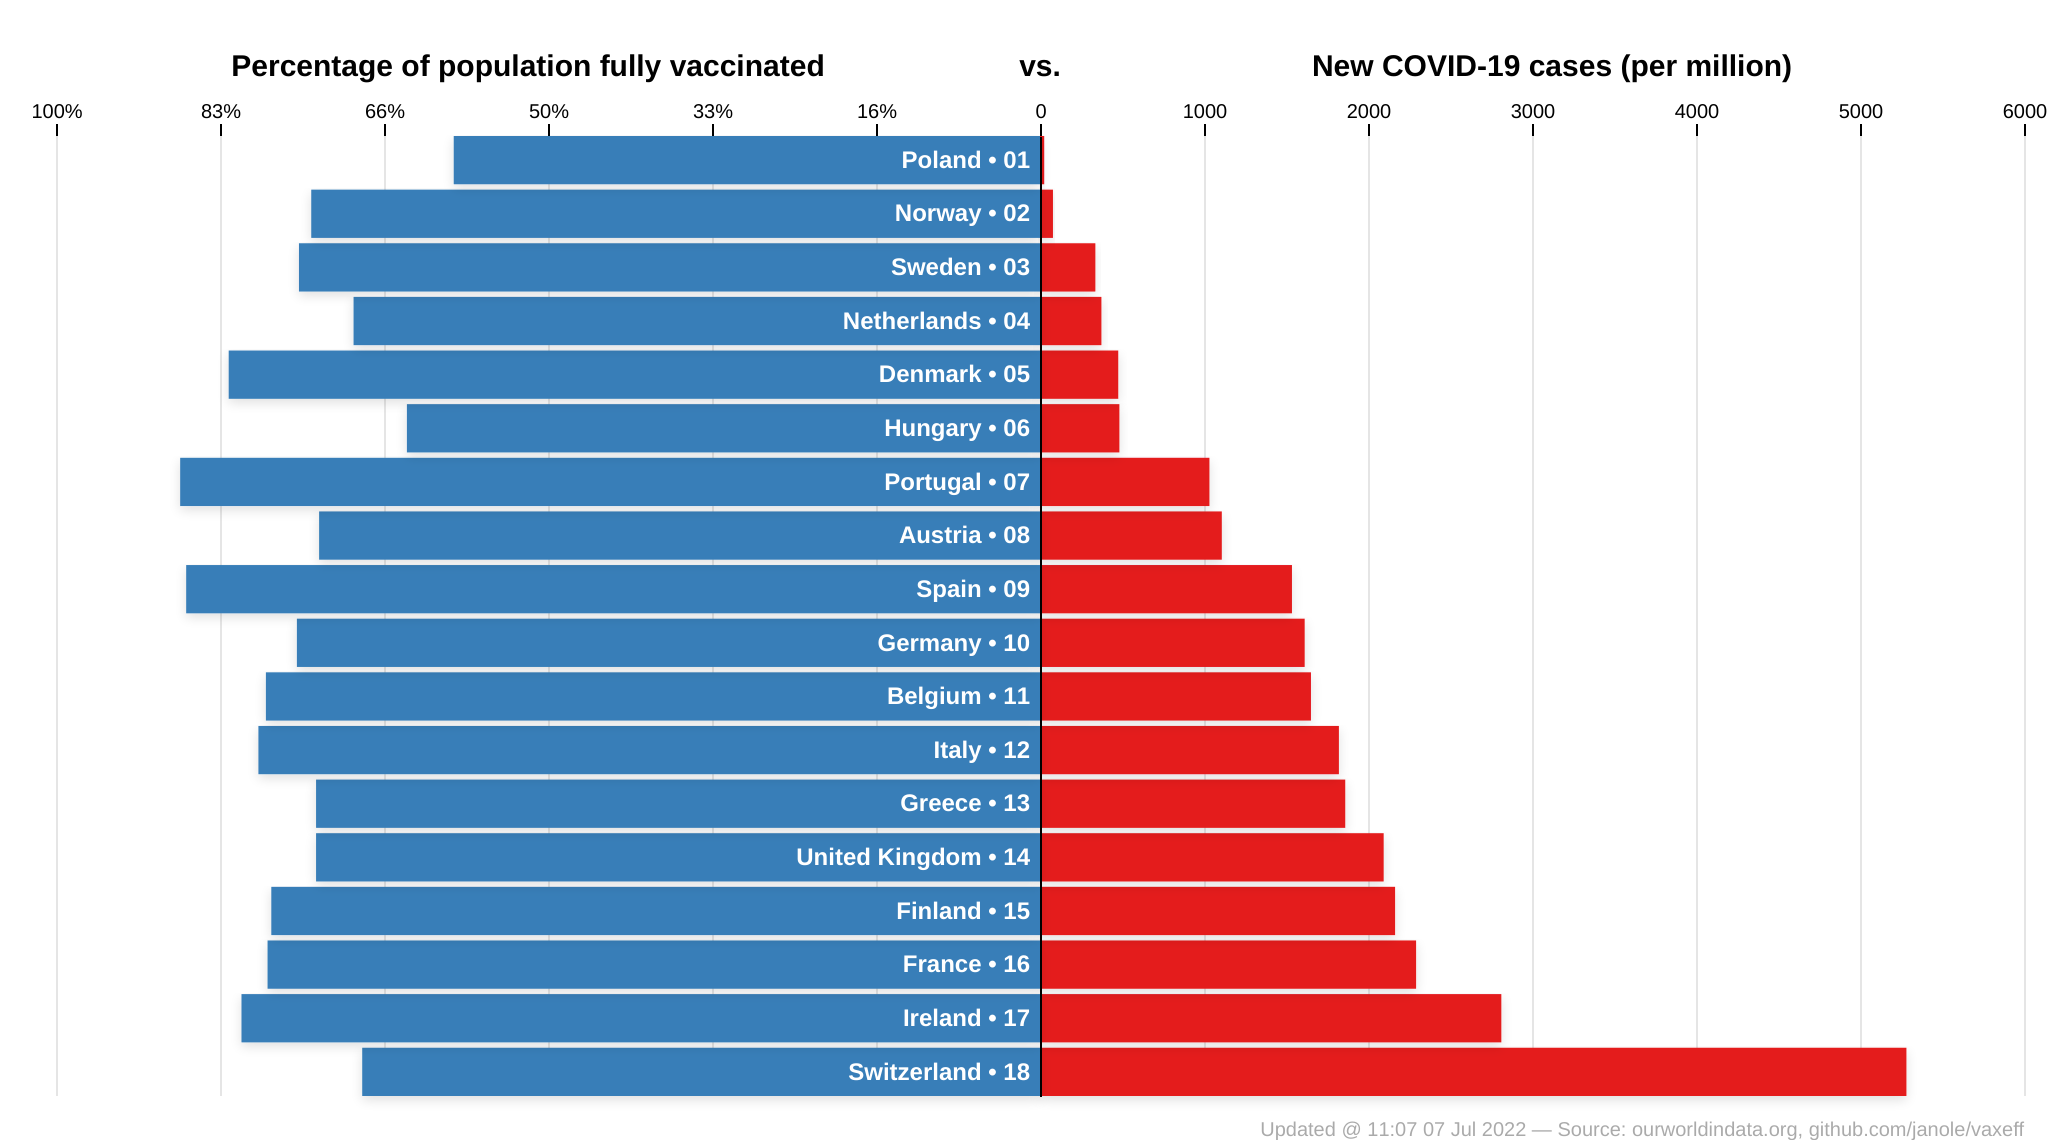 Percentage of population fully vaccinated vs. New COVID-19 cases (per million)
100% 83% 66% 50% 33% 16% 0 1000 2000 3000 4000 5000 6000
Poland • 01
Norway • 02
Sweden • 03
Netherlands • 04
Denmark • 05
Hungary • 06
Portugal • 07
Austria • 08
Spain • 09
Germany • 10
Belgium • 11
Italy • 12
Greece • 13
United Kingdom • 14
Finland • 15
France • 16
Ireland • 17
Switzerland • 18
Updated @ 11:07 07 Jul 2022 — Source: ourworldindata.org, github.com/janole/vaxeff